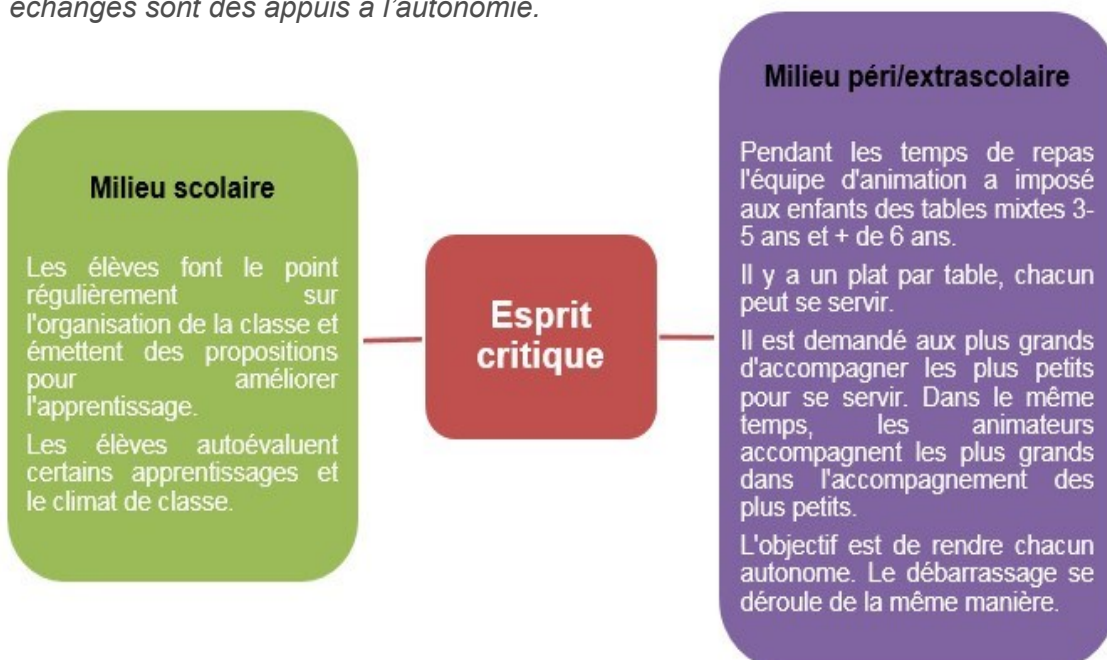 échanges sont des appuis à l'autonomie.
Milieu scolaire
Les élèves font le point
régulièrement sur
l'organisation de la classe et
émettent des propositions
pour améliorer
l'apprentissage.
Les élèves autoévaluent
certains apprentissages et
le climat de classe.
Esprit
critique
Milieu péri/extrascolaire
Pendant les temps de repas
l'équipe d'animation a imposé
aux enfants des tables mixtes 3-
5 ans et + de 6 ans.
Il y a un plat par table, chacun
peut se servir.
Il est demandé aux plus grands
d'accompagner les plus petits
pour se servir. Dans le même
temps, les animateurs
accompagnent les plus grands
dans l'accompagnement des
plus petits.
L'objectif est de rendre chacun
autonome. Le débarrassage se
déroule de la même manière.